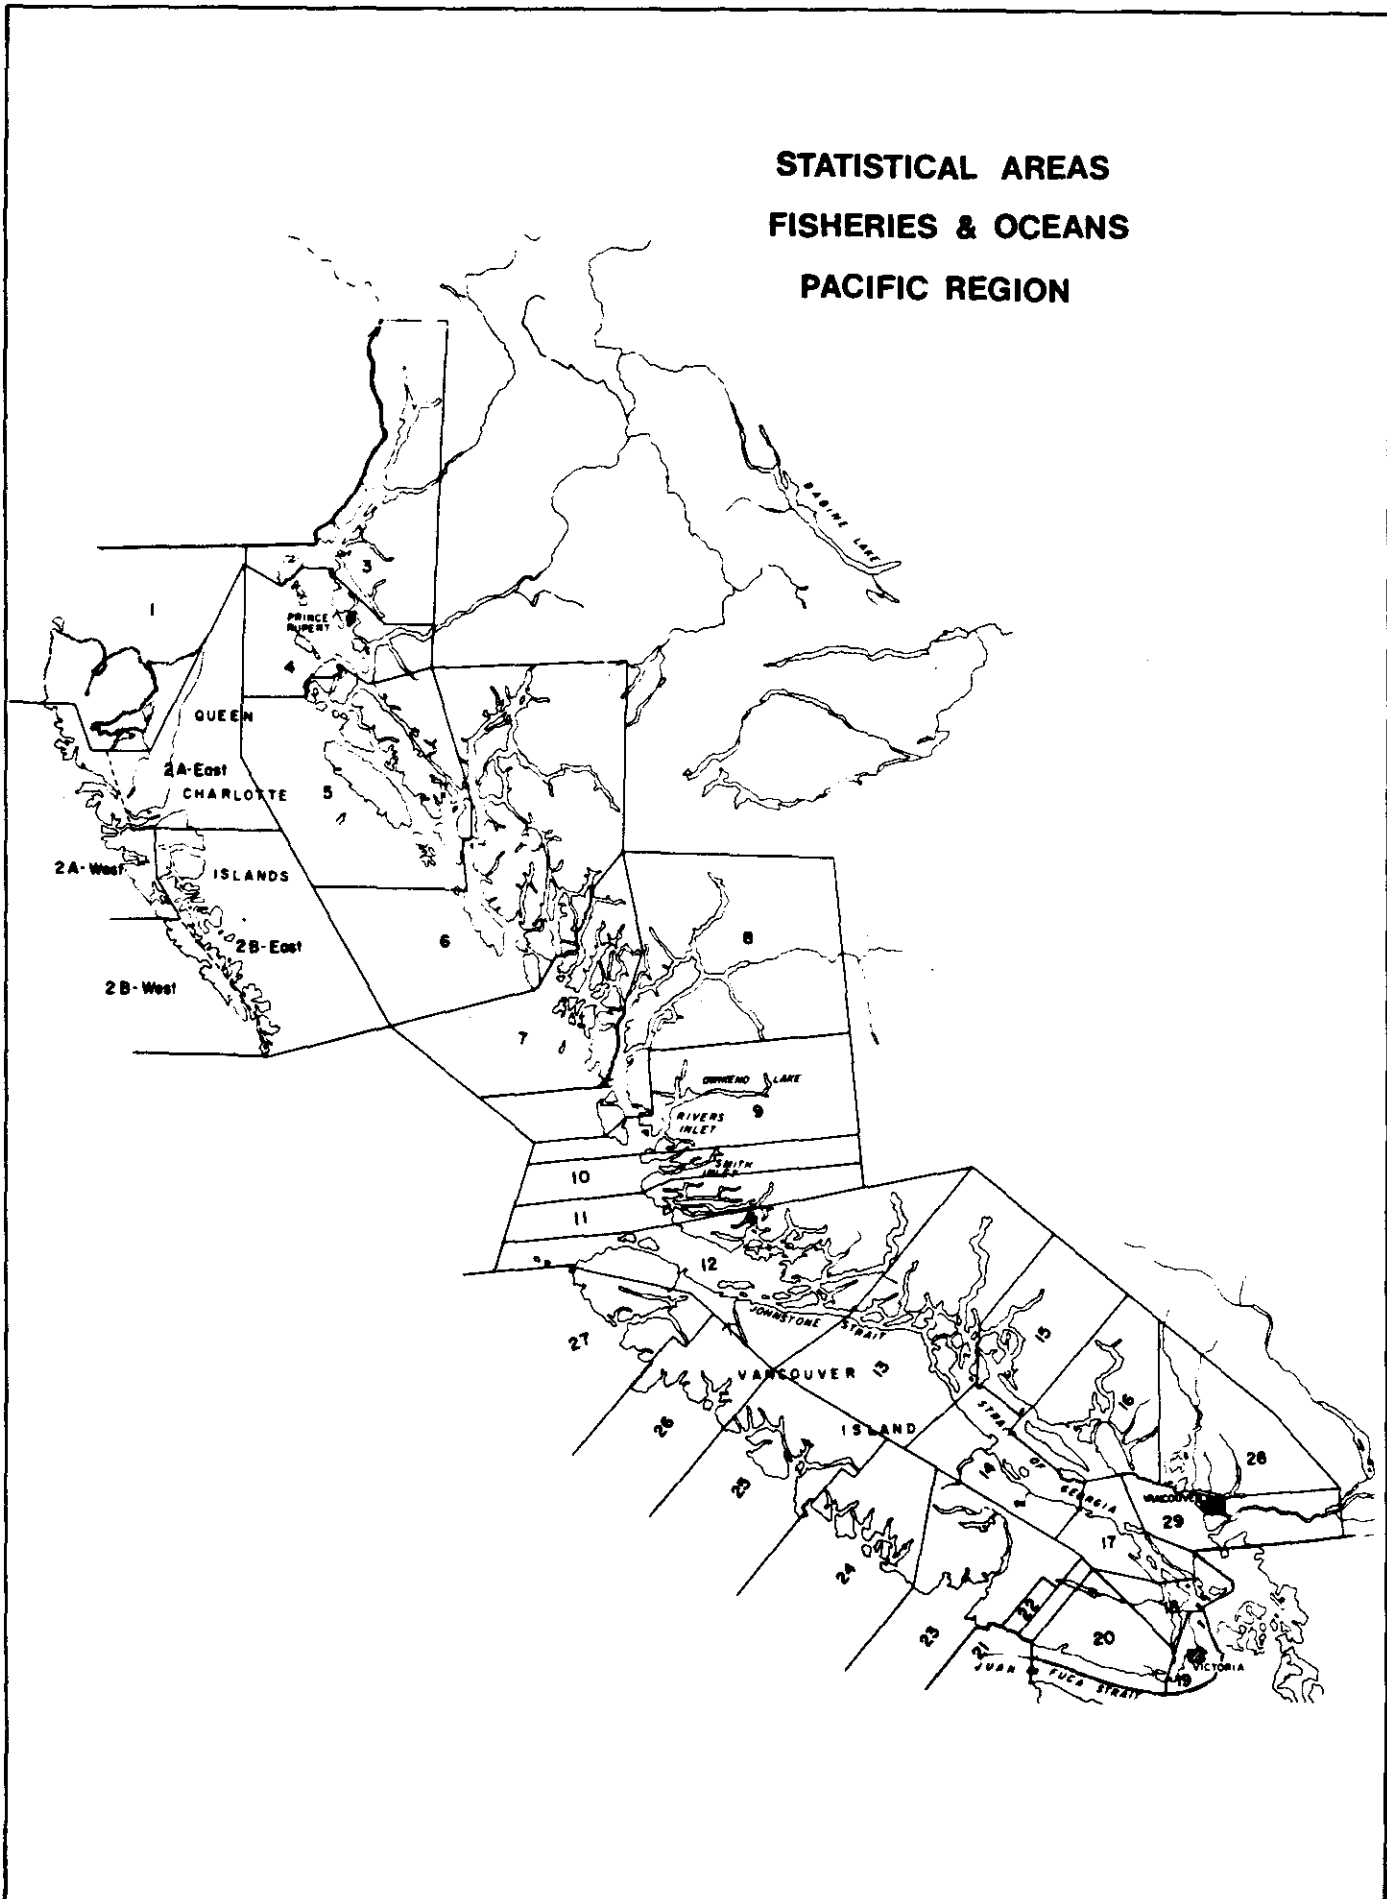 STATISTICAL AREAS
FISHERIES & OCEANS
PACIFIC REGION
BABINE LAKE
3
1
PRINCE
RUPERT
4
QUEEN
2A-East
CHARLOTTE
5
2A-West
ISLANDS
6
2B-East
8
2B-West
7
LAKE
9
RIVERS
INLET
SMITH
INLET
10
11
12
JOHNSTONE STRAIT
27
VANCOUVER
13
15
16
26
ISLAND
STRAIT OF GEORGIA
14
25
28
VANCOUVER
29
17
24
22
18
23
21
20
VICTORIA
19
JUAN FUCA STRAIT